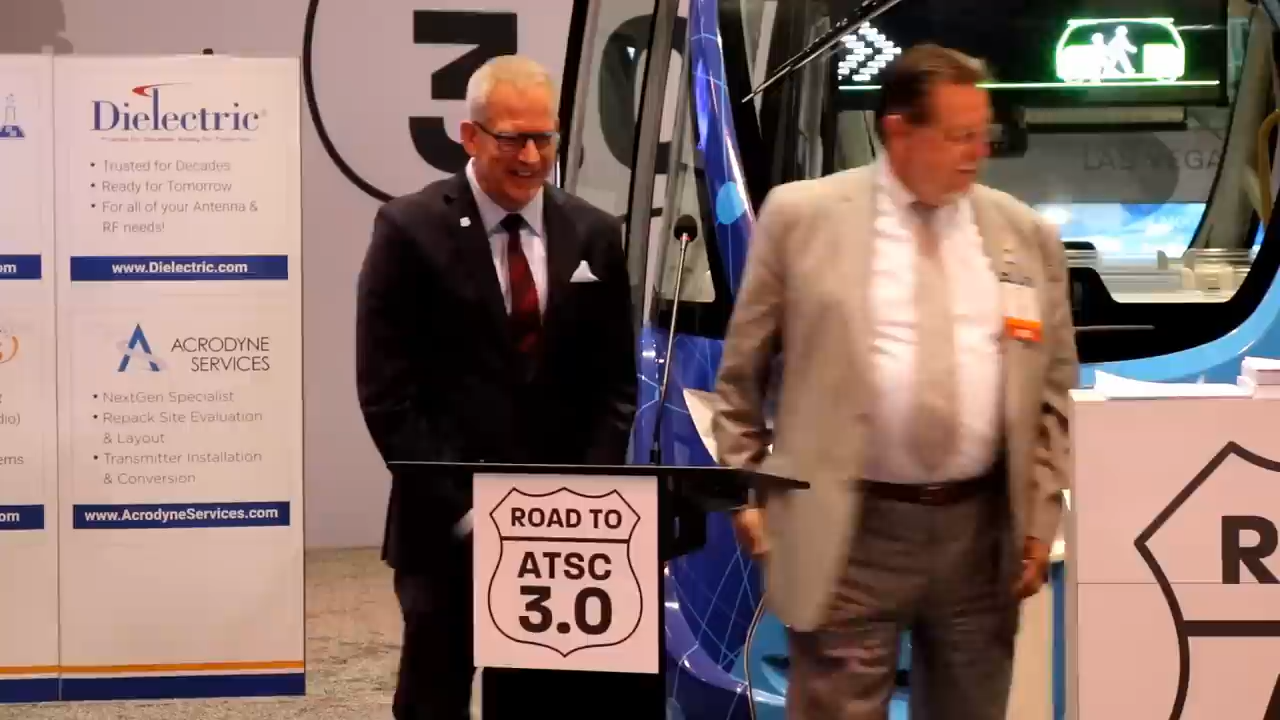 Dielectric
• Trusted for Decades
• Ready for Tomorrow
• For all of your Antenna &
RF needs!
om
www.Dielectric.com
ACRODYNE
SERVICES
• NextGen Specialist
• Repack Site Evaluation
& Layout
• Transmitter Installation
& Conversion
dio)
ems
om
www.AcrodyneServices.com
3.0
LAS VEGA
ROAD TO
ATSC
3.0
R